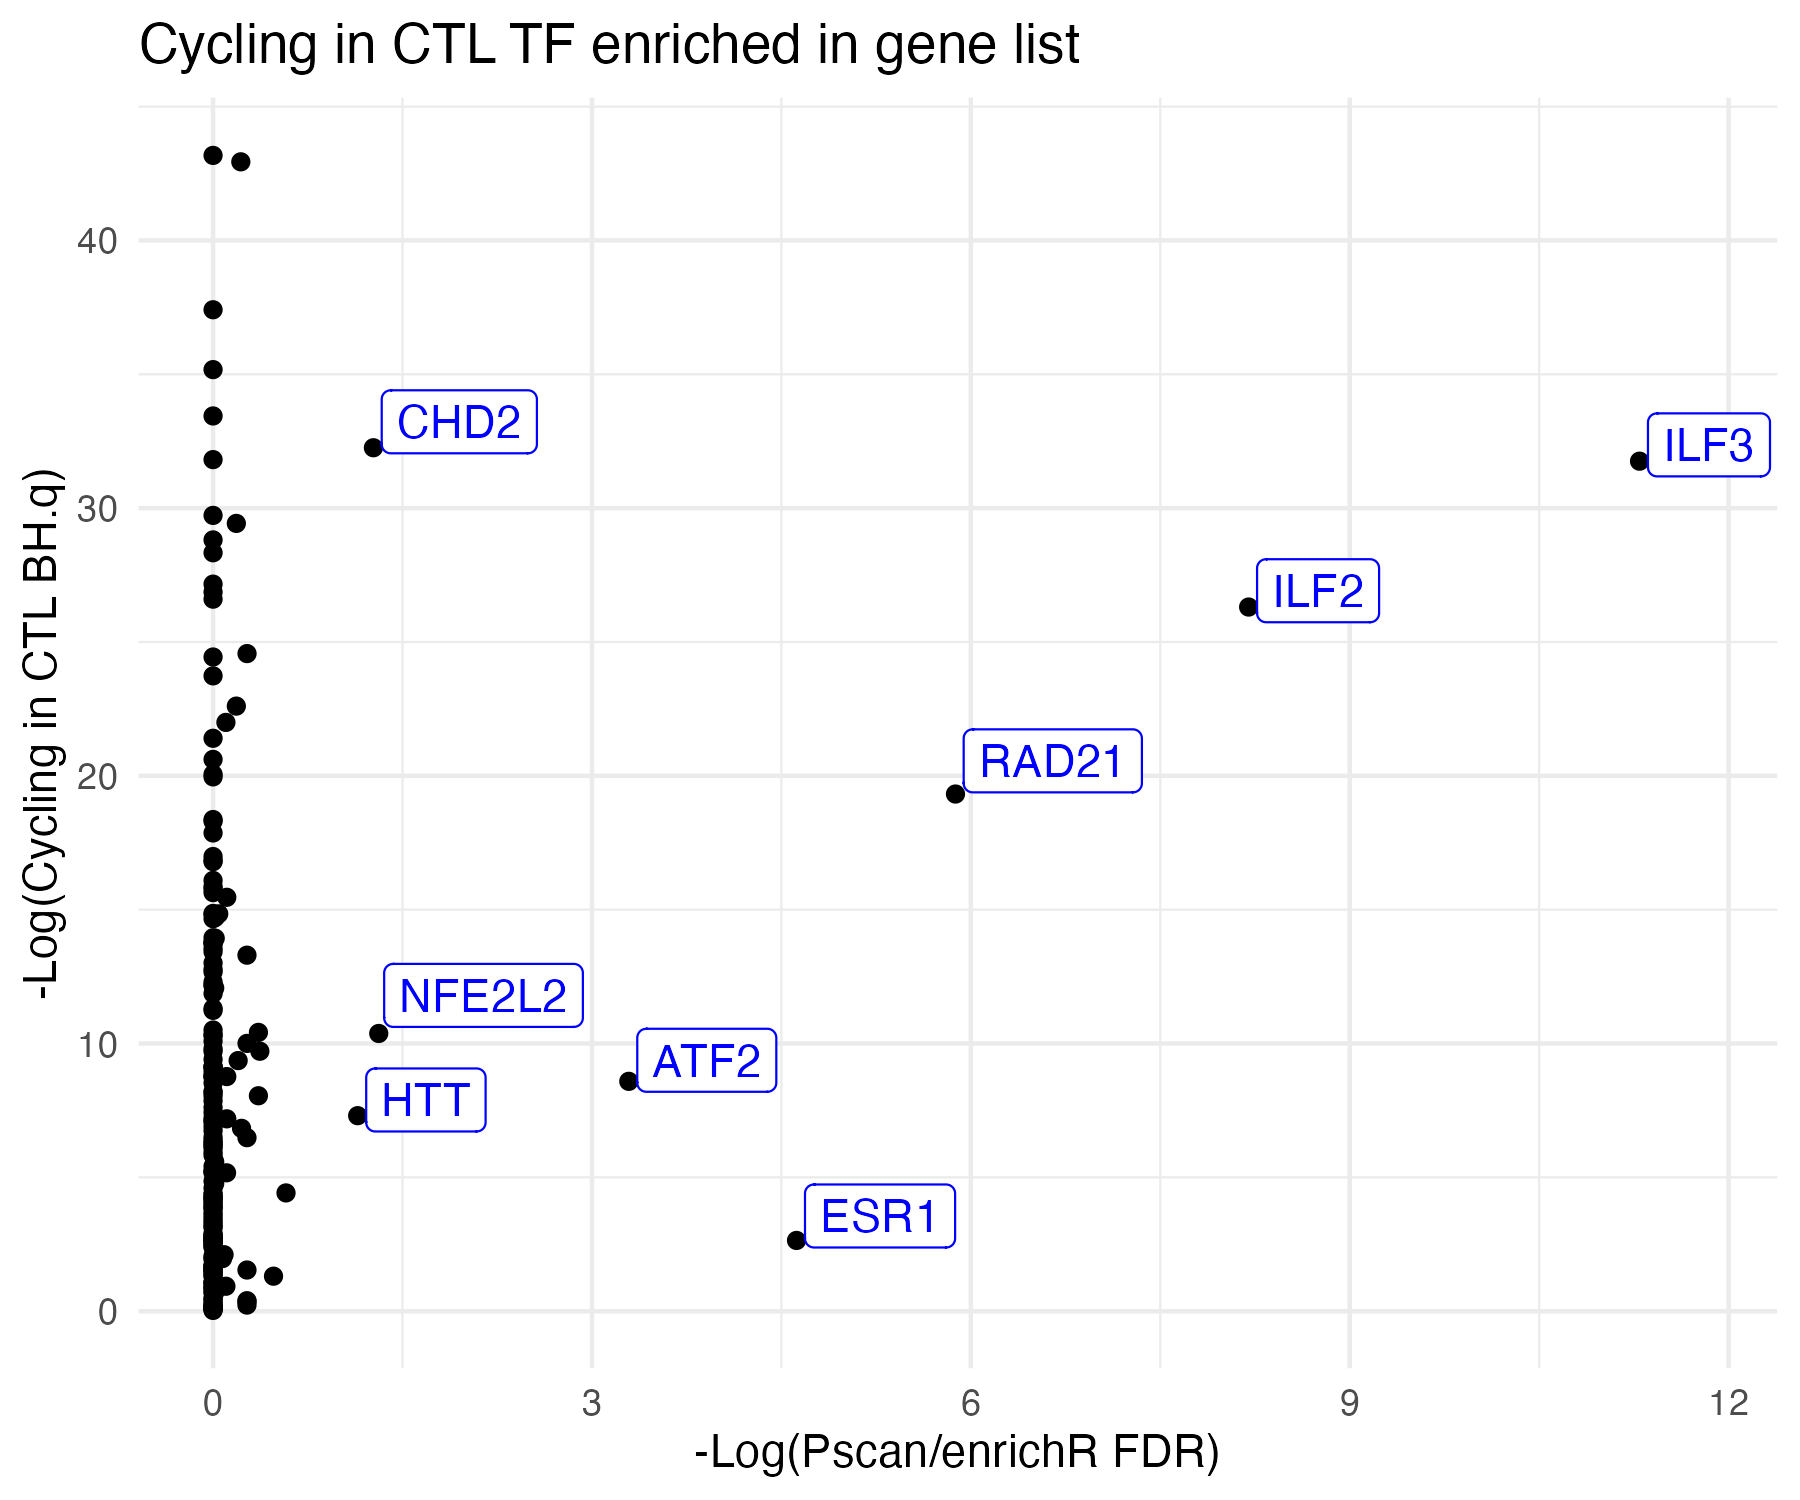 Cycling in CTL TF enriched in gene list
-Log(Cycling in CTL BH.q)
40
30
20
10
0
CHD2
ILF3
ILF2
RAD21
NFE2L2
ATF2
HTT
ESR1
0 3 6 9 12
-Log(Pscan/enrichR FDR)